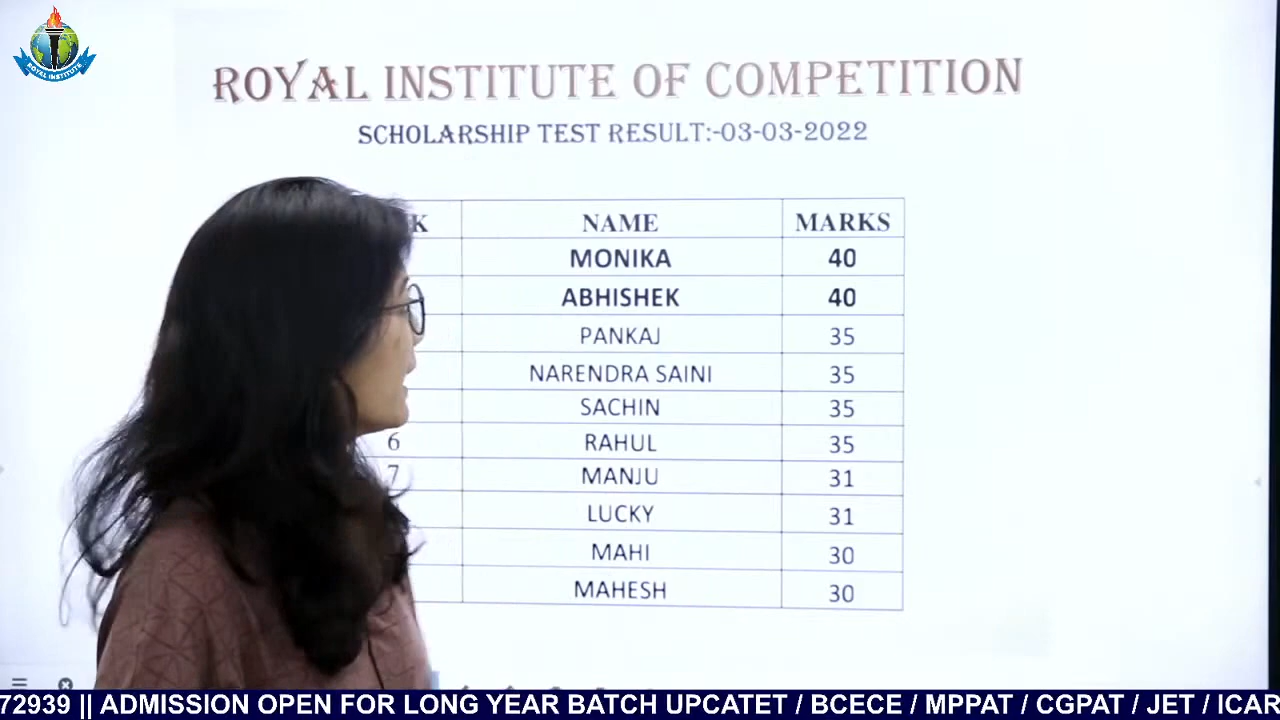 ROYAL INSTITUTE
ROYAL INSTITUTE OF COMPETITION
SCHOLARSHIP TEST RESULT:-03-03-2022
K NAME MARKS
MONIKA 40
ABHISHEK 40
PANKAJ 35
NARENDRA SAINI 35
SACHIN 35
6 RAHUL 35
7 MANJU 31
LUCKY 31
MAHI 30
MAHESH 30
72939 || ADMISSION OPEN FOR LONG YEAR BATCH UPCATET / BCECE / MPPAT / CGPAT / JET / ICAR